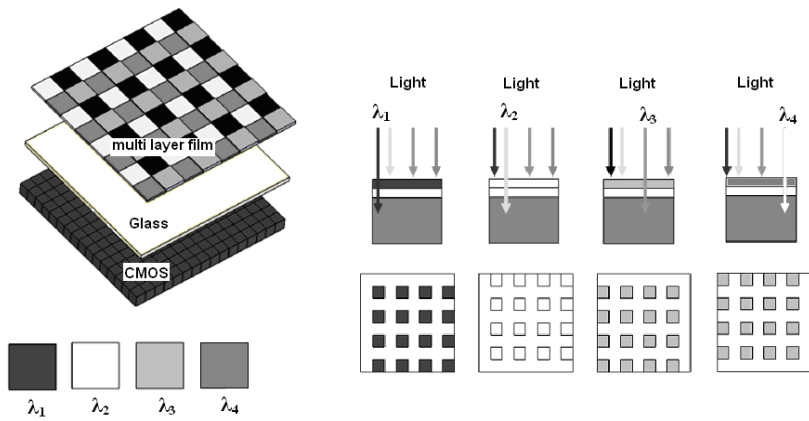 multi layer film
Glass
CMOS
λ1
λ2
λ3
λ4
Light
Light
Light
Light
λ1
λ2
λ3
λ4